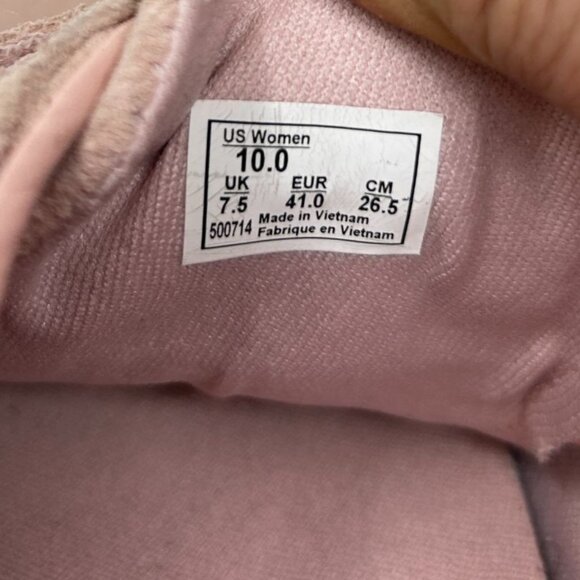 US Women
10.0
UK EUR CM
7.5 41.0 26.5
Made in Vietnam
500714 Fabrique en Vietnam